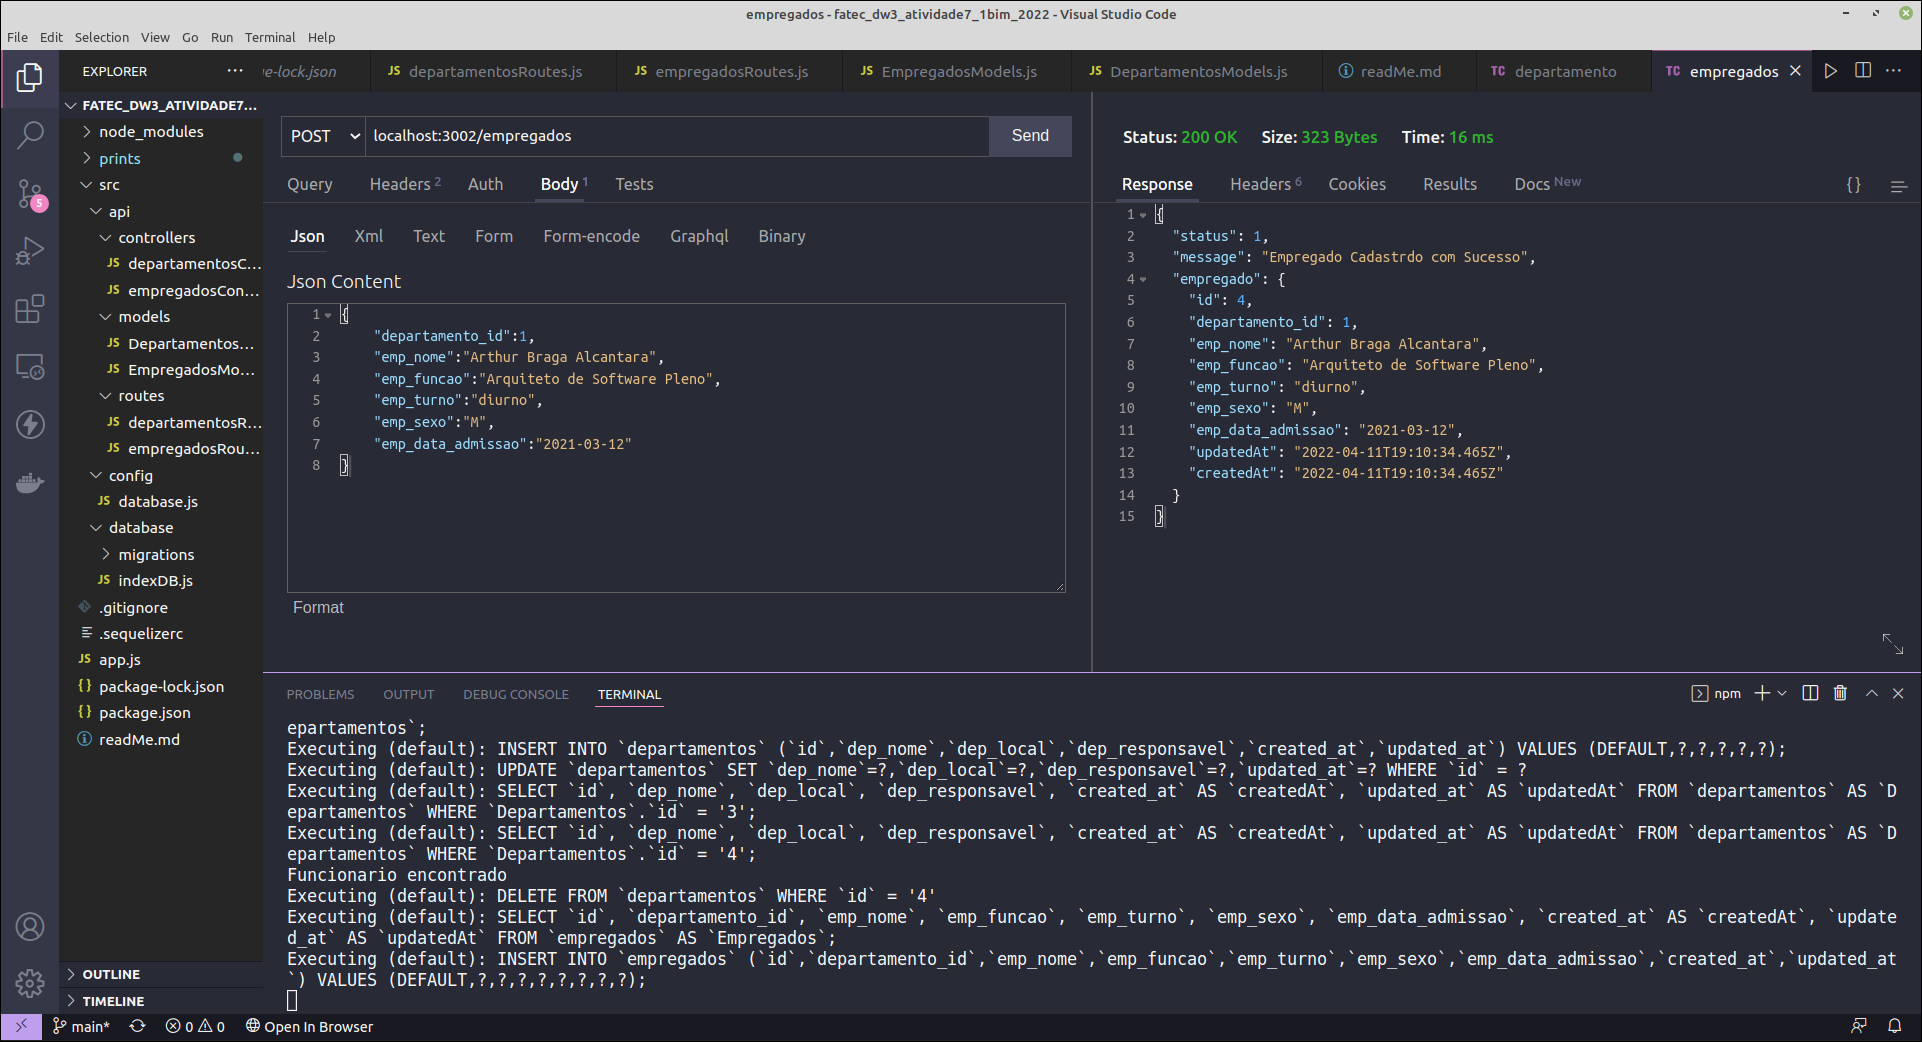 empregados - fatec_dw3_atividade7_1bim_2022 - Visual Studio Code
File Edit Selection View Go Run Terminal Help
EXPLORER ···
e-lock.json
JS departamentosRoutes.js
JS empregadosRoutes.js
JS EmpregadosModels.js
JS DepartamentosModels.js
readMe.md
TC departamento
TC empregados
FATEC_DW3_ATIVIDADE7...
node_modules
prints
src
api
controllers
JS departamentosC...
JS empregadosCon...
models
JS Departamentos...
JS EmpregadosMo...
routes
JS departamentosR...
JS empregadosRou...
config
JS database.js
database
migrations
JS indexDB.js
.gitignore
.sequelizerc
JS app.js
{} package-lock.json
{} package.json
readMe.md
OUTLINE
TIMELINE
5
POST localhost:3002/empregados Send
Query Headers 2 Auth Body 1 Tests
Json Xml Text Form Form-encode Graphql Binary
Json Content
1 {
2 "departamento_id":1,
3 "emp_nome":"Arthur Braga Alcantara",
4 "emp_funcao":"Arquiteto de Software Pleno",
5 "emp_turno":"diurno",
6 "emp_sexo":"M",
7 "emp_data_admissao":"2021-03-12"
8 }
Format
Status: 200 OK Size: 323 Bytes Time: 16 ms
Response Headers 6 Cookies Results Docs New {}
1 {
2 "status": 1,
3 "message": "Empregado Cadastrdo com Sucesso",
4 "empregado": {
5 "id": 4,
6 "departamento_id": 1,
7 "emp_nome": "Arthur Braga Alcantara",
8 "emp_funcao": "Arquiteto de Software Pleno",
9 "emp_turno": "diurno",
10 "emp_sexo": "M",
11 "emp_data_admissao": "2021-03-12",
12 "updatedAt": "2022-04-11T19:10:34.465Z",
13 "createdAt": "2022-04-11T19:10:34.465Z"
14 }
15 }
PROBLEMS OUTPUT DEBUG CONSOLE TERMINAL
npm
epartamentos`;
Executing (default): INSERT INTO `departamentos` (`id`,`dep_nome`,`dep_local`,`dep_responsavel`,`created_at`,`updated_at`) VALUES (DEFAULT,?,?,?,?,?);
Executing (default): UPDATE `departamentos` SET `dep_nome`=?,`dep_local`=?,`dep_responsavel`=?,`updated_at`=? WHERE `id` = ?
Executing (default): SELECT `id`, `dep_nome`, `dep_local`, `dep_responsavel`, `created_at` AS `createdAt`, `updated_at` AS `updatedAt` FROM `departamentos` AS `D
epartamentos` WHERE `Departamentos`.`id` = '3';
Executing (default): SELECT `id`, `dep_nome`, `dep_local`, `dep_responsavel`, `created_at` AS `createdAt`, `updated_at` AS `updatedAt` FROM `departamentos` AS `D
epartamentos` WHERE `Departamentos`.`id` = '4';
Funcionario encontrado
Executing (default): DELETE FROM `departamentos` WHERE `id` = '4'
Executing (default): SELECT `id`, `departamento_id`, `emp_nome`, `emp_funcao`, `emp_turno`, `emp_sexo`, `emp_data_admissao`, `created_at` AS `createdAt`, `update
d_at` AS `updatedAt` FROM `empregados` AS `Empregados`;
Executing (default): INSERT INTO `empregados` (`id`,`departamento_id`,`emp_nome`,`emp_funcao`,`emp_turno`,`emp_sexo`,`emp_data_admissao`,`created_at`,`updated_at
`) VALUES (DEFAULT,?,?,?,?,?,?,?,?);
main* 0 0 Open In Browser